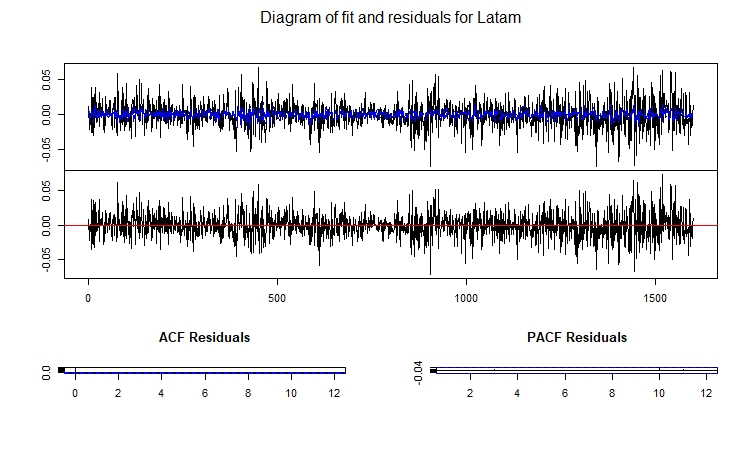 Diagram of fit and residuals for Latam
0.05
0.00
-0.05
0.05
0.00
-0.05
0 500 1000 1500
ACF Residuals PACF Residuals
0.0 -0.04
0 2 4 6 8 10 12 2 4 6 8 10 12